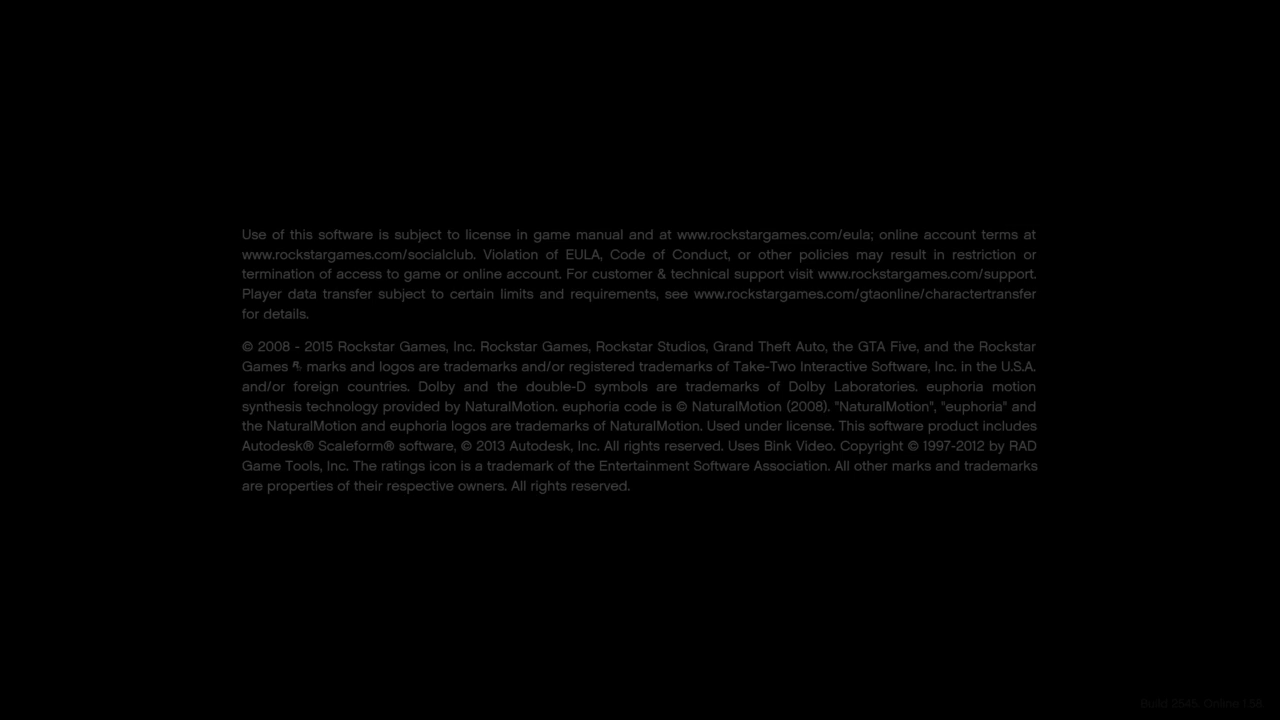 Use of this software is subject to license in game manual and at www.rockstargames.com/eula; online account terms at
www.rockstargames.com/socialclub. Violation of EULA, Code of Conduct, or other policies may result in restriction or
termination of access to game or online account. For customer & technical support visit www.rockstargames.com/support.
Player data transfer subject to certain limits and requirements, see www.rockstargames.com/gtaonline/charactertransfer
for details.
© 2008 - 2015 Rockstar Games, Inc. Rockstar Games, Rockstar Studios, Grand Theft Auto, the GTA Five, and the Rockstar
Games R* marks and logos are trademarks and/or registered trademarks of Take-Two Interactive Software, Inc. in the U.S.A.
and/or foreign countries. Dolby and the double-D symbols are trademarks of Dolby Laboratories. euphoria motion
synthesis technology provided by NaturalMotion. euphoria code is © NaturalMotion (2008). "NaturalMotion", "euphoria" and
the NaturalMotion and euphoria logos are trademarks of NaturalMotion. Used under license. This software product includes
Autodesk® Scaleform® software, © 2013 Autodesk, Inc. All rights reserved. Uses Bink Video. Copyright © 1997-2012 by RAD
Game Tools, Inc. The ratings icon is a trademark of the Entertainment Software Association. All other marks and trademarks
are properties of their respective owners. All rights reserved.
Build Online 1.58